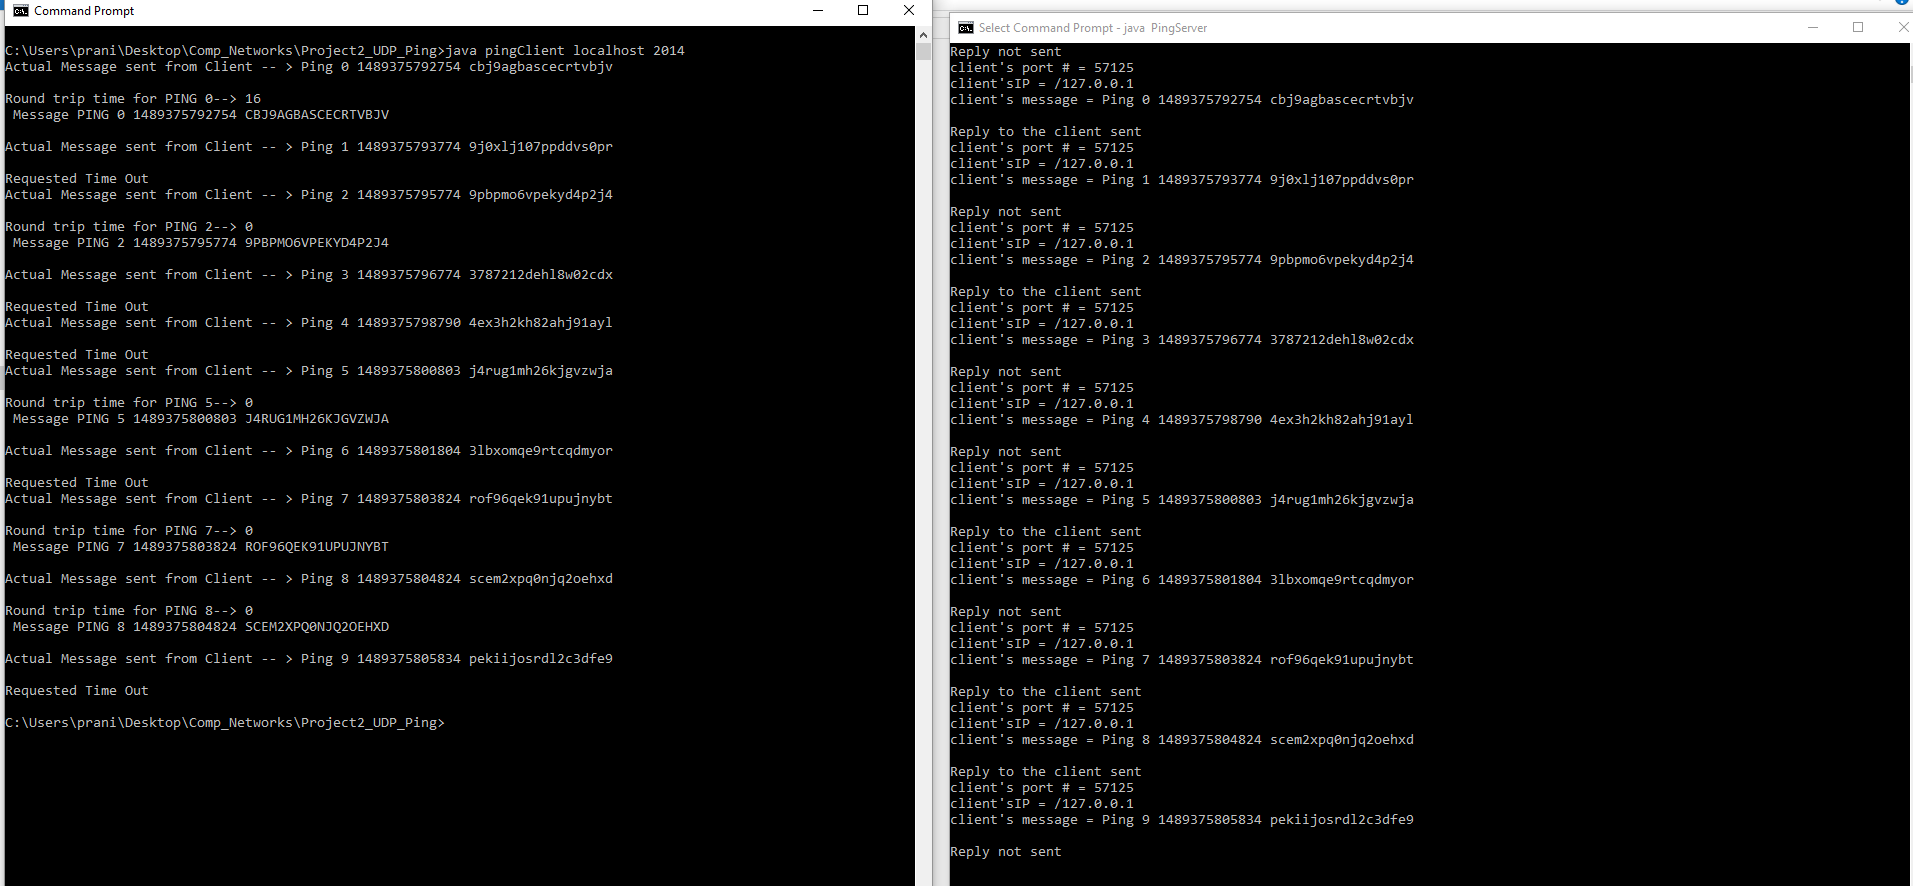 Command Prompt
C:\Users\prani\Desktop\Comp_Networks\Project2_UDP_Ping>java pingClient localhost 2014
Actual Message sent from Client -- > Ping 0 1489375792754 cbj9agbascecrtvbjv
Round trip time for PING 0--> 16
Message PING 0 1489375792754 CBJ9AGBASCECRTVBJV
Actual Message sent from Client -- > Ping 1 1489375793774 9j0xlj107ppddvs0pr
Requested Time Out
Actual Message sent from Client -- > Ping 2 1489375795774 9pbpmo6vpekyd4p2j4
Round trip time for PING 2--> 0
Message PING 2 1489375795774 9PBPMO6VPEKYD4P2J4
Actual Message sent from Client -- > Ping 3 1489375796774 3787212dehl8w02cdx
Requested Time Out
Actual Message sent from Client -- > Ping 4 1489375798790 4ex3h2kh82ahj91ayl
Requested Time Out
Actual Message sent from Client -- > Ping 5 1489375800803 j4rug1mh26kjgvzwja
Round trip time for PING 5--> 0
Message PING 5 1489375800803 J4RUG1MH26KJGVZWJA
Actual Message sent from Client -- > Ping 6 1489375801804 3lbxomqe9rtcqdmyor
Requested Time Out
Actual Message sent from Client -- > Ping 7 1489375803824 rof96qek91upujnybt
Round trip time for PING 7--> 0
Message PING 7 1489375803824 ROF96QEK91UPUJNYBT
Actual Message sent from Client -- > Ping 8 1489375804824 scem2xpq0njq2oehxd
Round trip time for PING 8--> 0
Message PING 8 1489375804824 SCEM2XPQ0NJQ2OEHXD
Actual Message sent from Client -- > Ping 9 1489375805834 pekiijosrdl2c3dfe9
Requested Time Out
C:\Users\prani\Desktop\Comp_Networks\Project2_UDP_Ping>
Select Command Prompt - java  PingServer
Reply not sent
client's port # = 57125
client'sIP = /127.0.0.1
client's message = Ping 0 1489375792754 cbj9agbascecrtvbjv
Reply to the client sent
client's port # = 57125
client'sIP = /127.0.0.1
client's message = Ping 1 1489375793774 9j0xlj107ppddvs0pr
Reply not sent
client's port # = 57125
client'sIP = /127.0.0.1
client's message = Ping 2 1489375795774 9pbpmo6vpekyd4p2j4
Reply to the client sent
client's port # = 57125
client'sIP = /127.0.0.1
client's message = Ping 3 1489375796774 3787212dehl8w02cdx
Reply not sent
client's port # = 57125
client'sIP = /127.0.0.1
client's message = Ping 4 1489375798790 4ex3h2kh82ahj91ayl
Reply not sent
client's port # = 57125
client'sIP = /127.0.0.1
client's message = Ping 5 1489375800803 j4rug1mh26kjgvzwja
Reply to the client sent
client's port # = 57125
client'sIP = /127.0.0.1
client's message = Ping 6 1489375801804 3lbxomqe9rtcqdmyor
Reply not sent
client's port # = 57125
client'sIP = /127.0.0.1
client's message = Ping 7 1489375803824 rof96qek91upujnybt
Reply to the client sent
client's port # = 57125
client'sIP = /127.0.0.1
client's message = Ping 8 1489375804824 scem2xpq0njq2oehxd
Reply to the client sent
client's port # = 57125
client'sIP = /127.0.0.1
client's message = Ping 9 1489375805834 pekiijosrdl2c3dfe9
Reply not sent